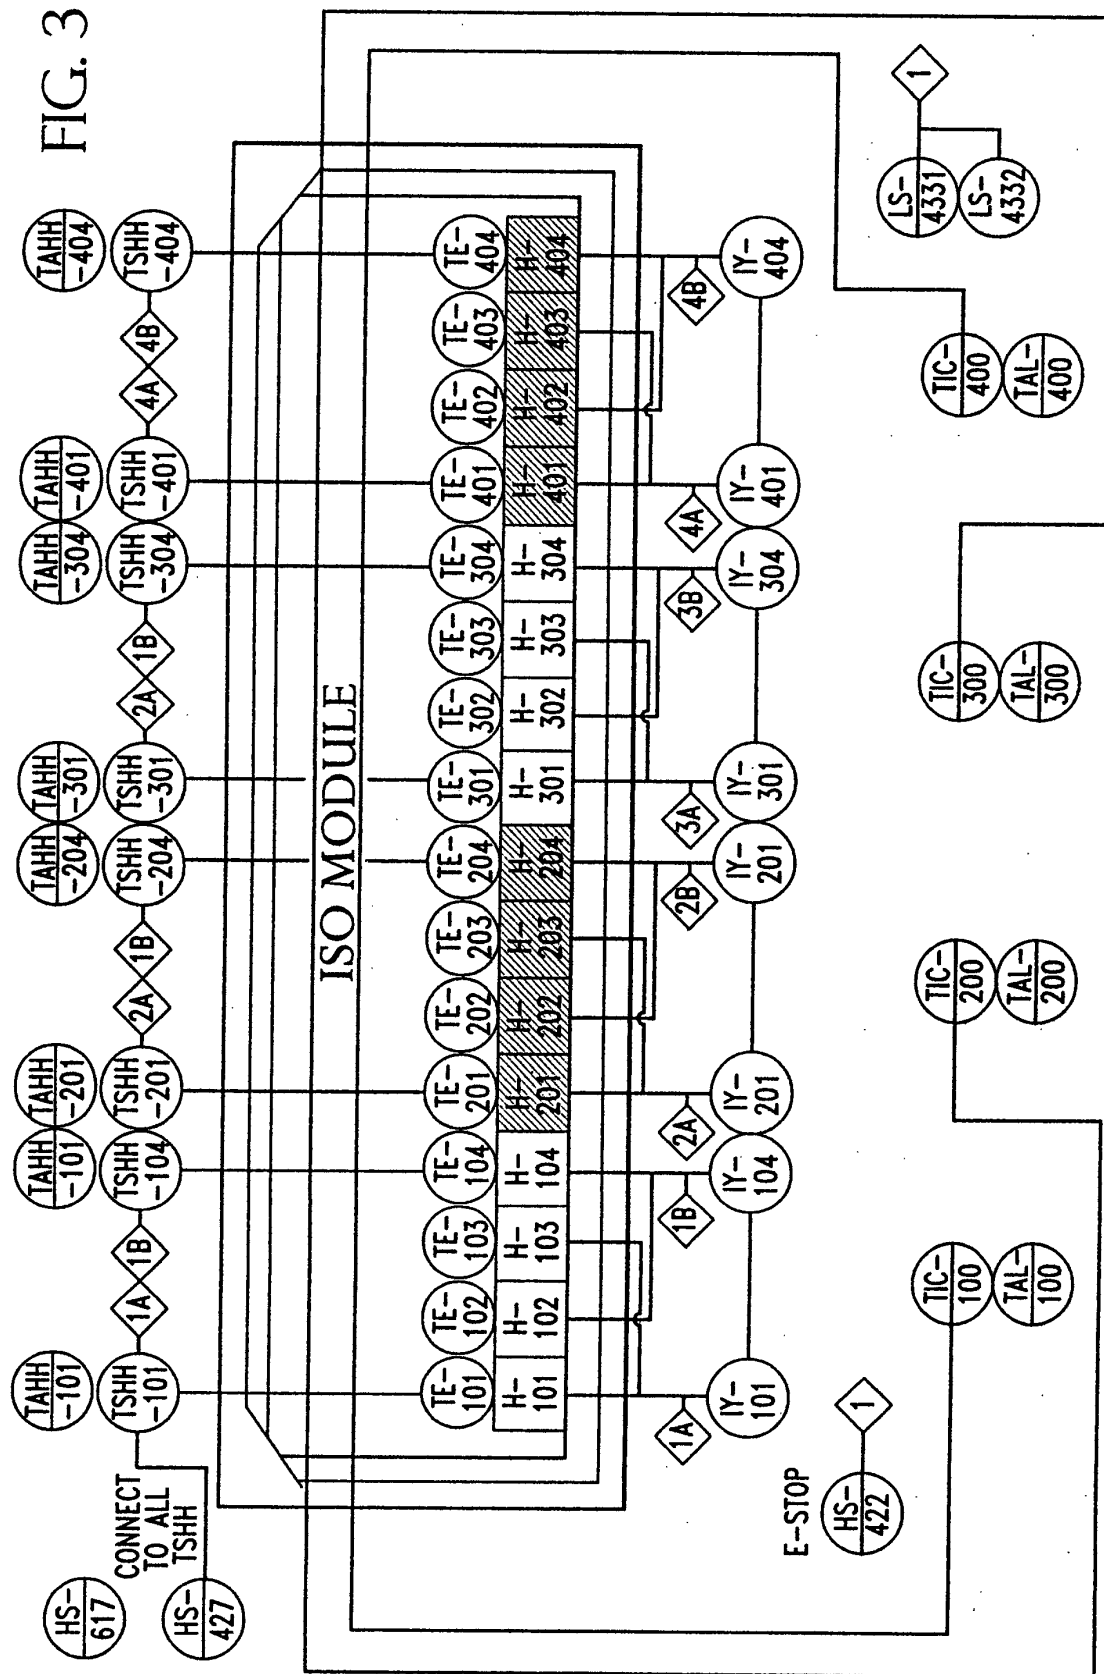 FIG. 3
HS-
617
CONNECT
TO ALL
TSHH
HS-
427
TAHH
-101
TAHH
-101
TAHH
-201
TAHH
-204
TAHH
-301
TAHH
-304
TAHH
-401
TAHH
-404
TSHH
-101
1A
1B
TSHH
-104
TSHH
-201
2A
1B
TSHH
-204
TSHH
-301
2A
1B
TSHH
-304
TSHH
-401
4A
4B
TSHH
-404
ISO MODULE
TE-
101
TE-
102
TE-
103
TE-
104
TE-
201
TE-
202
TE-
203
TE-
204
TE-
301
TE-
302
TE-
303
TE-
304
TE-
401
TE-
402
TE-
403
TE-
404
H-
101
H-
102
H-
103
H-
104
H-
201
H-
202
H-
203
H-
204
H-
301
H-
302
H-
303
H-
304
H-
401
H-
402
H-
403
H-
404
1A
1B
2A
2B
3A
3B
4A
4B
IY-
101
IY-
104
IY-
201
IY-
201
IY-
301
IY-
304
IY-
401
IY-
404
E-STOP
HS-
422
1
LS-
4331
LS-
4332
1
TIC-
100
TAL-
100
TIC-
200
TAL-
200
TIC-
300
TAL-
300
TIC-
400
TAL-
400